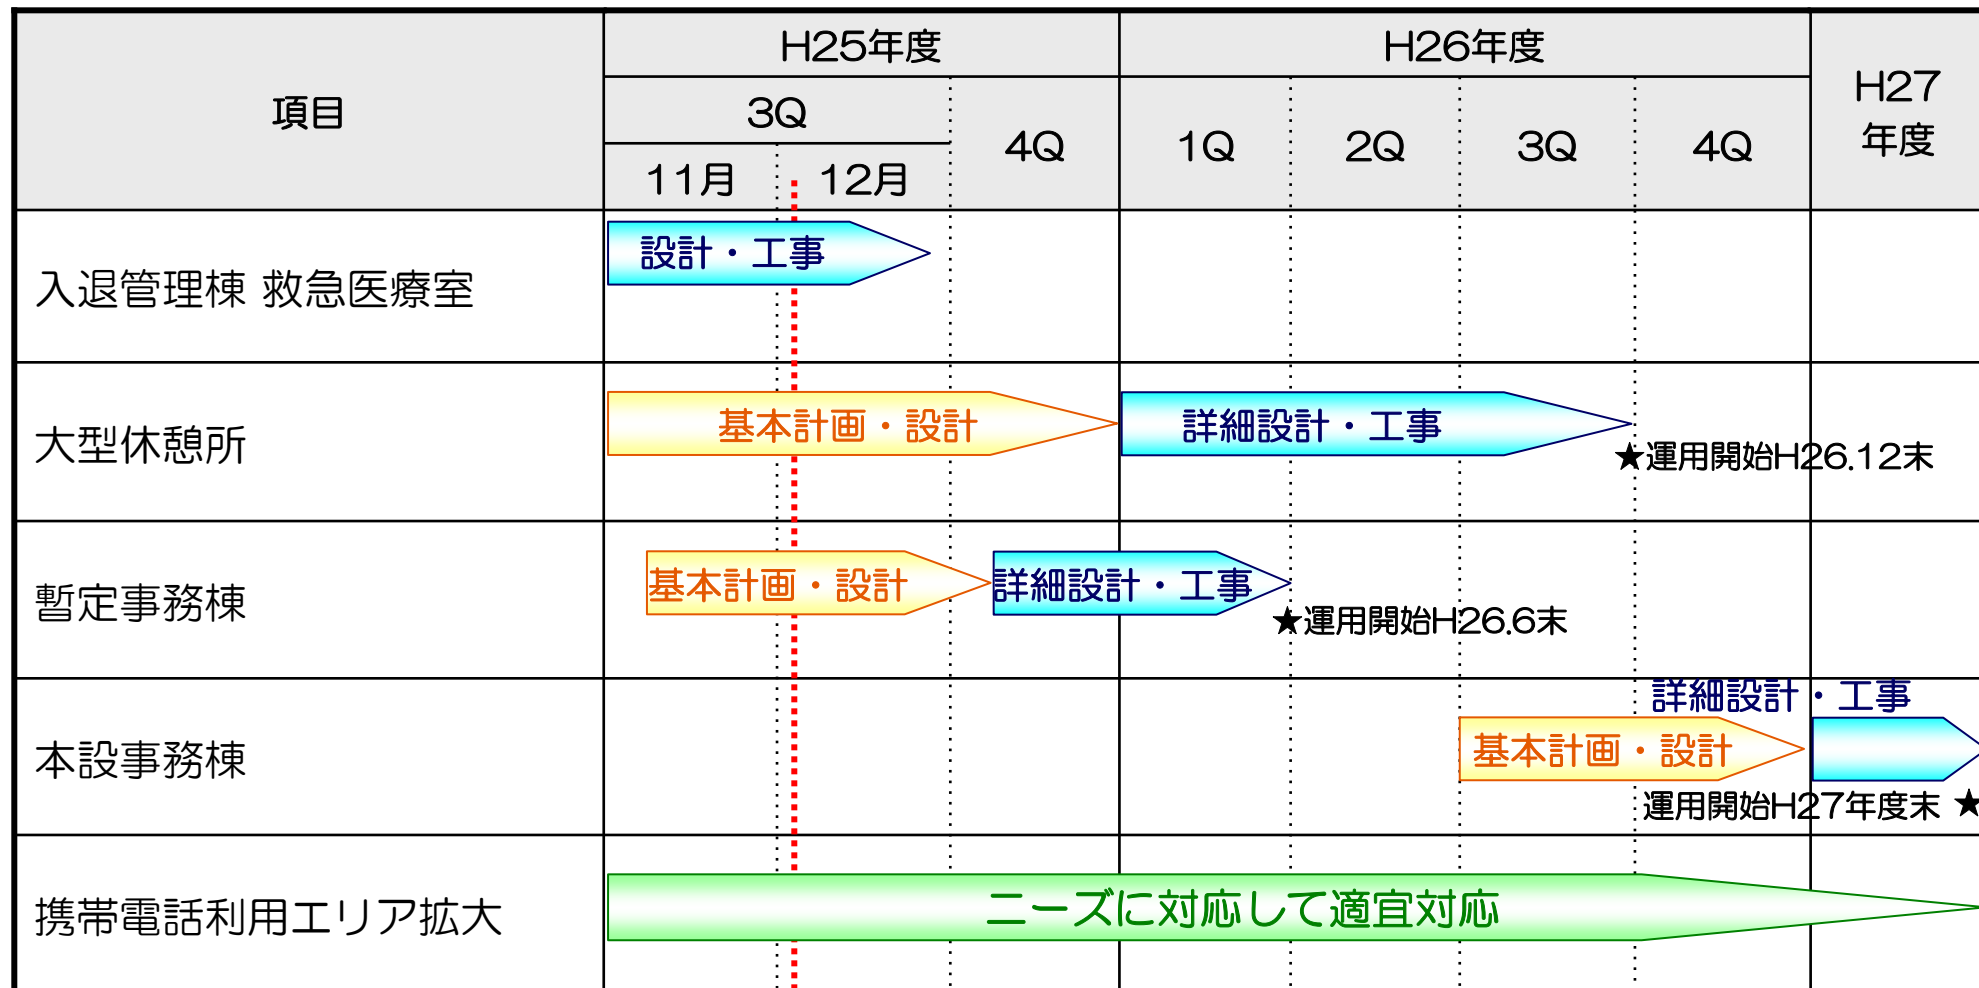 項目
H25年度
H26年度
H27
年度
3Q
4Q
1Q
2Q
3Q
4Q
11月
12月
入退管理棟 救急医療室
設計・工事
大型休憩所
基本計画・設計
詳細設計・工事
★運用開始H26.12末
暫定事務棟
基本計画・設計
詳細設計・工事
★運用開始H26.6末
本設事務棟
詳細設計・工事
基本計画・設計
運用開始H27年度末 ★
携帯電話利用エリア拡大
ニーズに対応して適宜対応